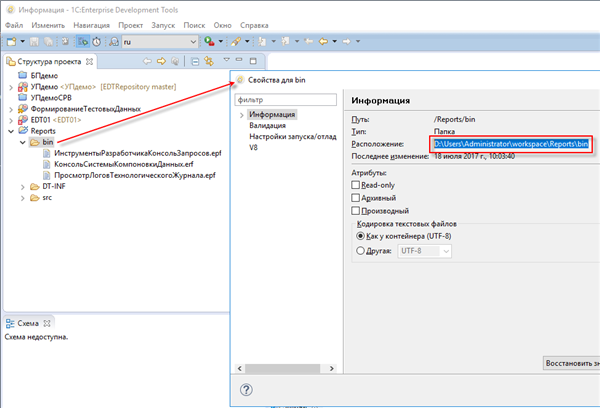 Информация - 1C:Enterprise Development Tools
Файл Изменить Навигация Проект Запуск Поиск Окно Справка
ru
Структура проекта
БПдемо
УПдемо <УПдемо> [EDTRepository master]
УПдемоСРВ
ФормированиеТестовыхДанных
EDT01 <EDT01>
Reports
bin
ИнструментыРазработчикаКонсольЗапросов.epf
КонсольСистемыКомпоновкиДанных.erf
ПросмотрЛоговТехнологическогоЖурнала.erf
DT-INF
src
Схема
Схема недоступна.
Свойства для bin
фильтр
Информация
Валидация
Настройки запуска/отлад
V8
Информация
Путь: /Reports/bin
Тип: Папка
Расположение: D:\Users\Administrator\workspace\Reports\bin
Последнее изменение: 18 июля 2017 г., 10:03:40
Атрибуты:
Read-only
Архивный
Производный
Кодировка текстовых файлов
Как у контейнера (UTF-8)
Другая: UTF-8
Восстановить зн